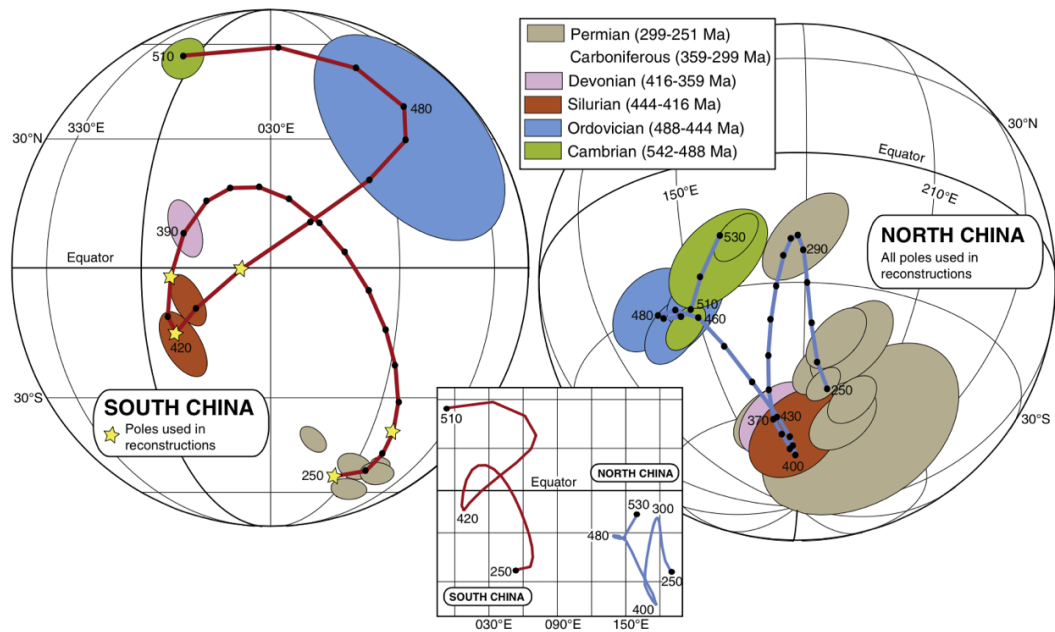 510
480
30°N
330°E
030°E
390
Equator
420
30°S
SOUTH CHINA
Poles used in
reconstructions
250
Permian (299-251 Ma)
Carboniferous (359-299 Ma)
Devonian (416-359 Ma)
Silurian (444-416 Ma)
Ordovician (488-444 Ma)
Cambrian (542-488 Ma)
30°N
Equator
150°E
210°E
NORTH CHINA
All poles used in
reconstructions
530
290
510
480
460
250
370
430
400
30°S
510
NORTH CHINA
Equator
530
300
420
480
250
250
400
SOUTH CHINA
030°E
090°E
150°E